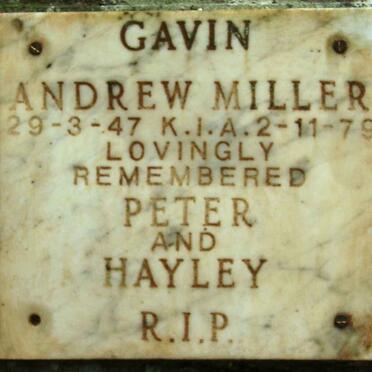 GAVIN
ANDREW MILLER
29-3-47 K.I.A. 2-11-79
LOVINGLY
REMEMBERED
PETER
AND
HAYLEY
R.I.P.